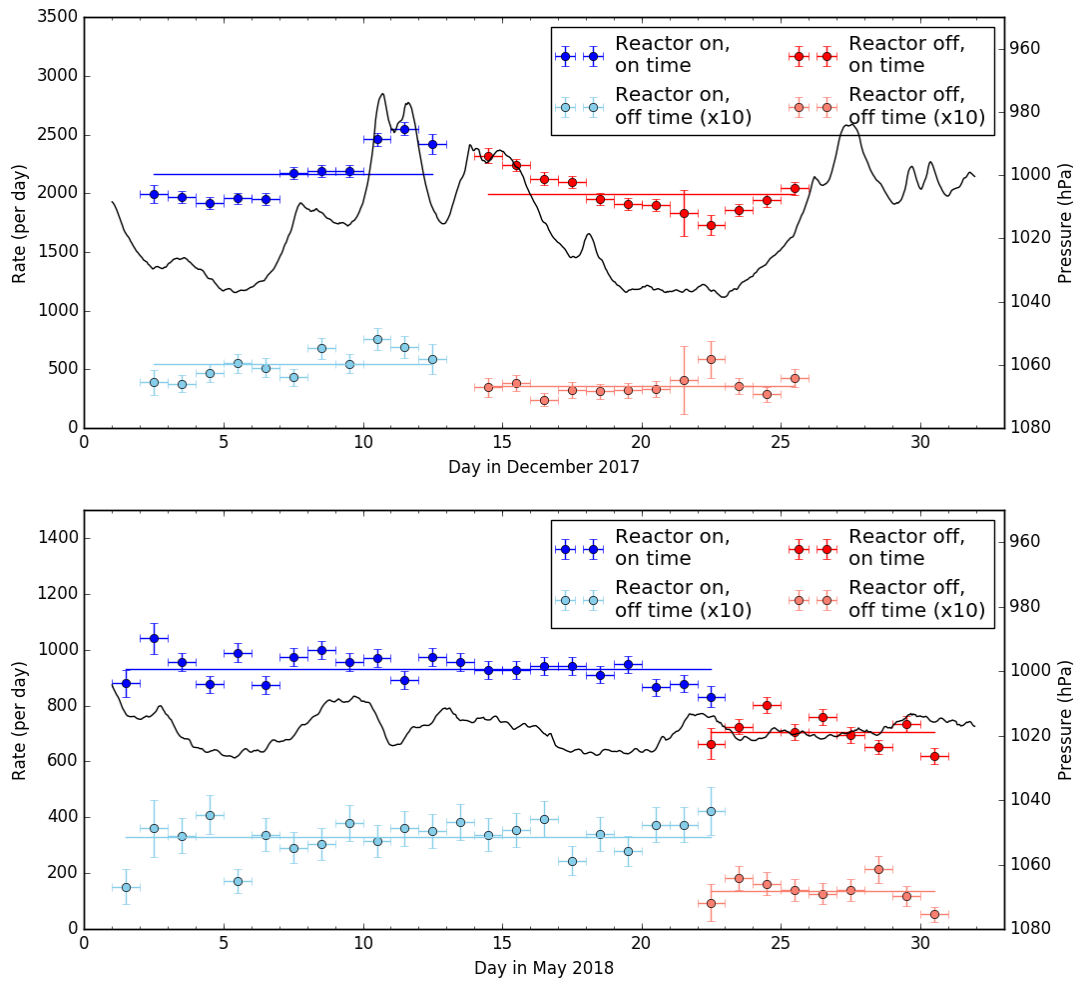 3500
3000
2500
2000
1500
1000
500
0
Rate (per day)
Reactor on,
on time
Reactor off,
on time
Reactor on,
off time (x10)
Reactor off,
off time (x10)
960
980
1000
1020
1040
1060
1080
Pressure (hPa)
0 5 10 15 20 25 30
Day in December 2017
1400
1200
1000
800
600
400
200
0
Rate (per day)
Reactor on,
on time
Reactor off,
on time
Reactor on,
off time (x10)
Reactor off,
off time (x10)
960
980
1000
1020
1040
1060
1080
Pressure (hPa)
0 5 10 15 20 25 30
Day in May 2018